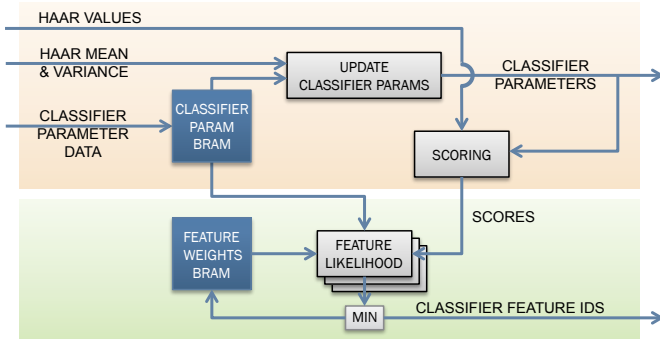 HAAR VALUES
HAAR MEAN
& VARIANCE
UPDATE
CLASSIFIER PARAMS
CLASSIFIER
PARAMETERS
CLASSIFIER
PARAMETER
DATA
CLASSIFIER
PARAM
BRAM
SCORING
SCORES
FEATURE
WEIGHTS
BRAM
FEATURE
LIKELIHOOD
MIN
CLASSIFIER FEATURE IDS